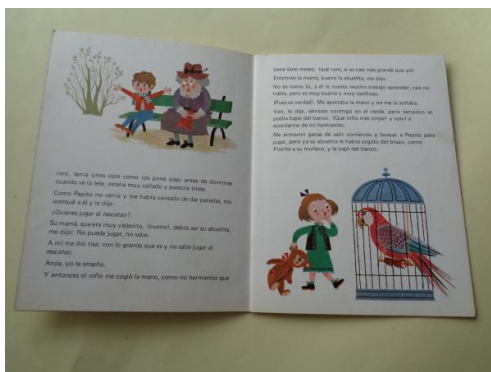 raro, tenía unos ojos como los pone papi antes de dormirse
cuando ve la tele, estaba muy callado y parecía triste.
Como Pepito no venía y me había cansado de dar patadas, me
acerqué a él y le dije:
¿Quieres jugar al rescatao?.
Su mamá, que era muy viejecita, ¡bueno!, debía ser su abuelita,
me dijo: No puede jugar, no sabe.
A mí me dió risa; con lo grande que es y no sabe jugar al
rescatao.
Anda, yo te enseño.
Y entonces el niño me cogió la mano, como mi hermanito que
tiene siete meses; ¡qué raro, si es casi más grande que yo!.
Entonces la mamá, bueno la abuelita, me dijo:
No es como tú, a él le cuesta mucho trabajo aprender, casi no
habla, pero es muy bueno y muy cariñoso.
¡Pues es verdad!. Me apretaba la mano y no me la soltaba.
Ven, le dije, siéntate conmigo en el verde, pero tampoco se
podía bajar del banco. ¡Qué niño más torpe! y volví a
acordarme de mi hermanito.
Me entraron ganas de salir corriendo y buscar a Pepito para
jugar, pero ya su abuelita le había cogido del brazo, como
Florita a su muñeca, y le bajó del banco.